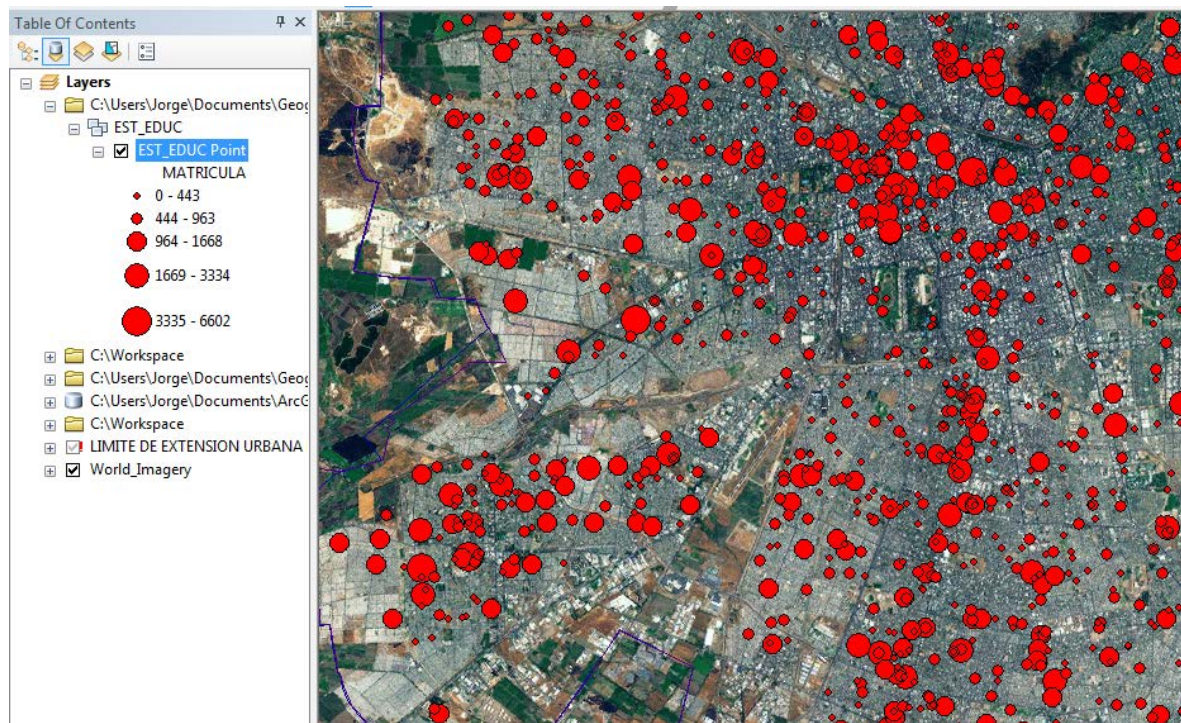 Table Of Contents
Layers
C:\Users\Jorge\Documents\Geog
EST_EDUC
EST_EDUC Point
MATRICULA
0 - 443
444 - 963
964 - 1668
1669 - 3334
3335 - 6602
C:\Workspace
C:\Users\Jorge\Documents\Geog
C:\Users\Jorge\Documents\ArcG
C:\Workspace
LIMITE DE EXTENSION URBANA
World_Imagery